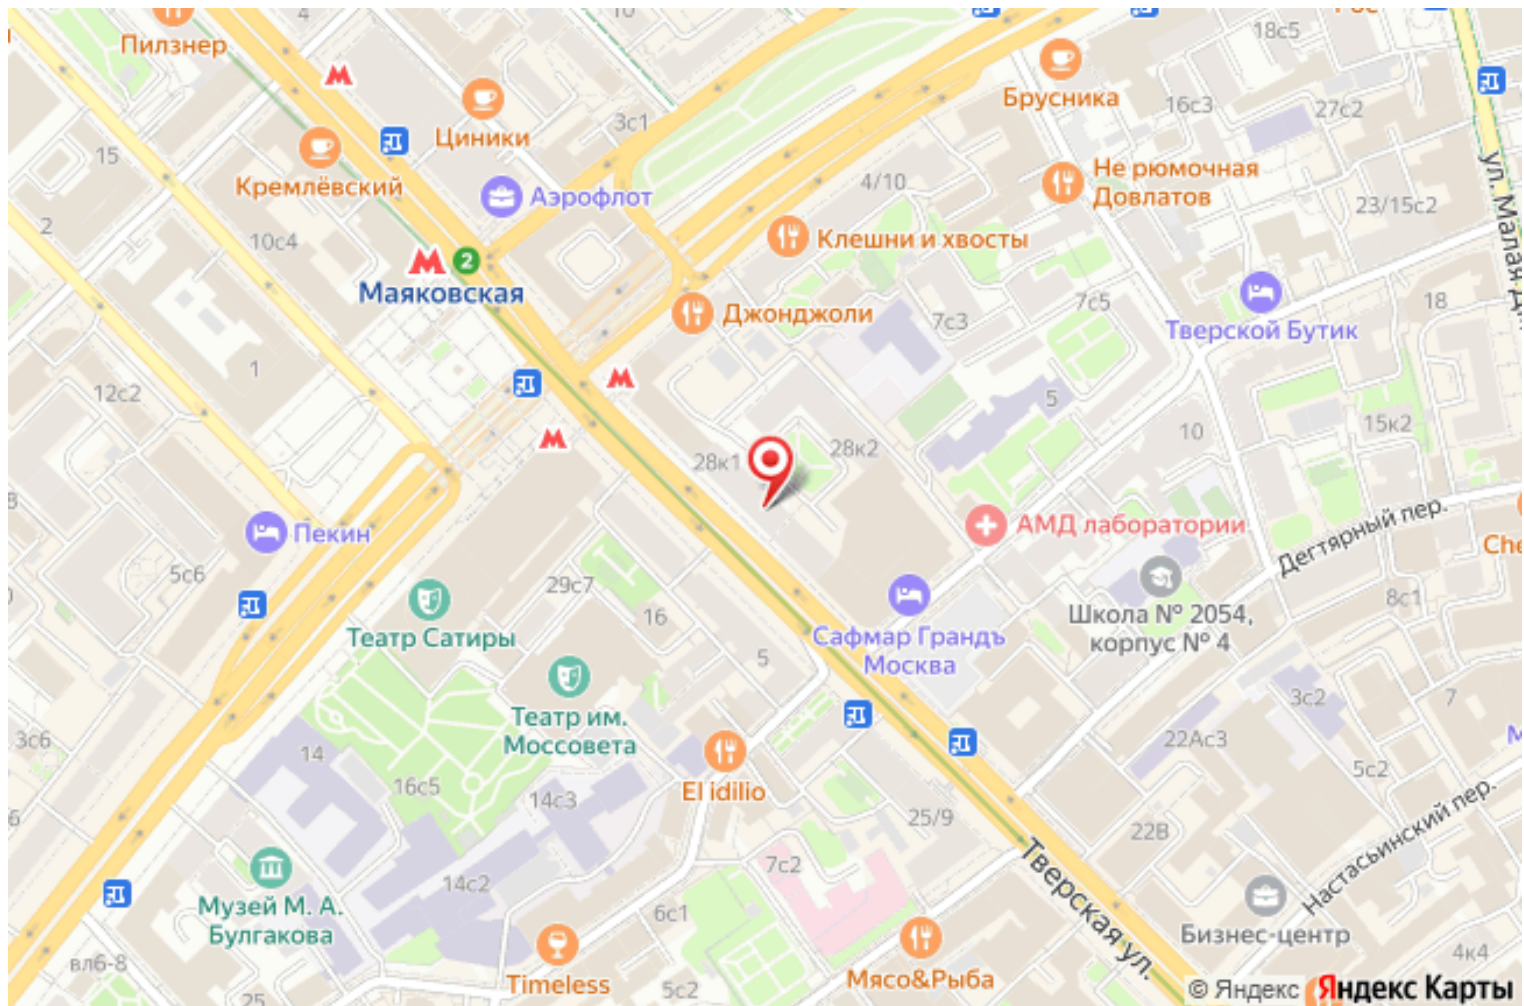 4
10
18с5
Пилзнер
Брусника
16с3
27с2
3с1
Циники
15
Кремлёвский
Аэрофлот
4/10
Не рюмочная
Довлатов
23/15с2
2
10с4
Клешни и хвосты
2
Маяковская
7с5
18
Джонджоли
7с3
Тверской Бутик
1
12с2
5
15к2
10
28к1
28к2
Пекин
АМД лаборатории
Дегтярный пер.
Che
5с6
29с7
16
8с1
Театр Сатиры
Школа № 2054,
корпус № 4
Сафмар Грандъ
Москва
5
3с2
7
Театр им.
Моссовета
3с6
14
22Ас3
5с2
16с5
14с3
El idilio
25/9
22В
Настасьинский пер.
7с2
14с2
Тверская ул.
Музей М. А.
Булгакова
6с1
Бизнес-центр
4к4
вл6-8
Timeless
Мясо&Рыба
25
5с2
© Яндекс Яндекс Карты